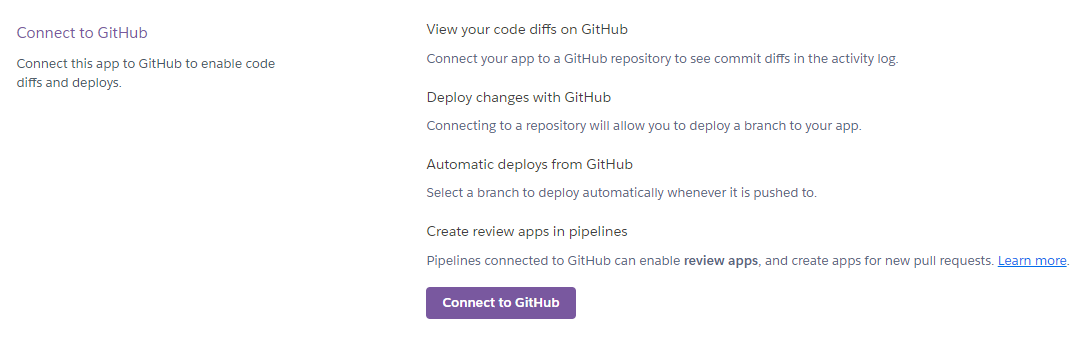 Connect to GitHub
Connect this app to GitHub to enable code
diffs and deploys.
View your code diffs on GitHub
Connect your app to a GitHub repository to see commit diffs in the activity log.
Deploy changes with GitHub
Connecting to a repository will allow you to deploy a branch to your app.
Automatic deploys from GitHub
Select a branch to deploy automatically whenever it is pushed to.
Create review apps in pipelines
Pipelines connected to GitHub can enable review apps, and create apps for new pull requests. Learn more.
Connect to GitHub